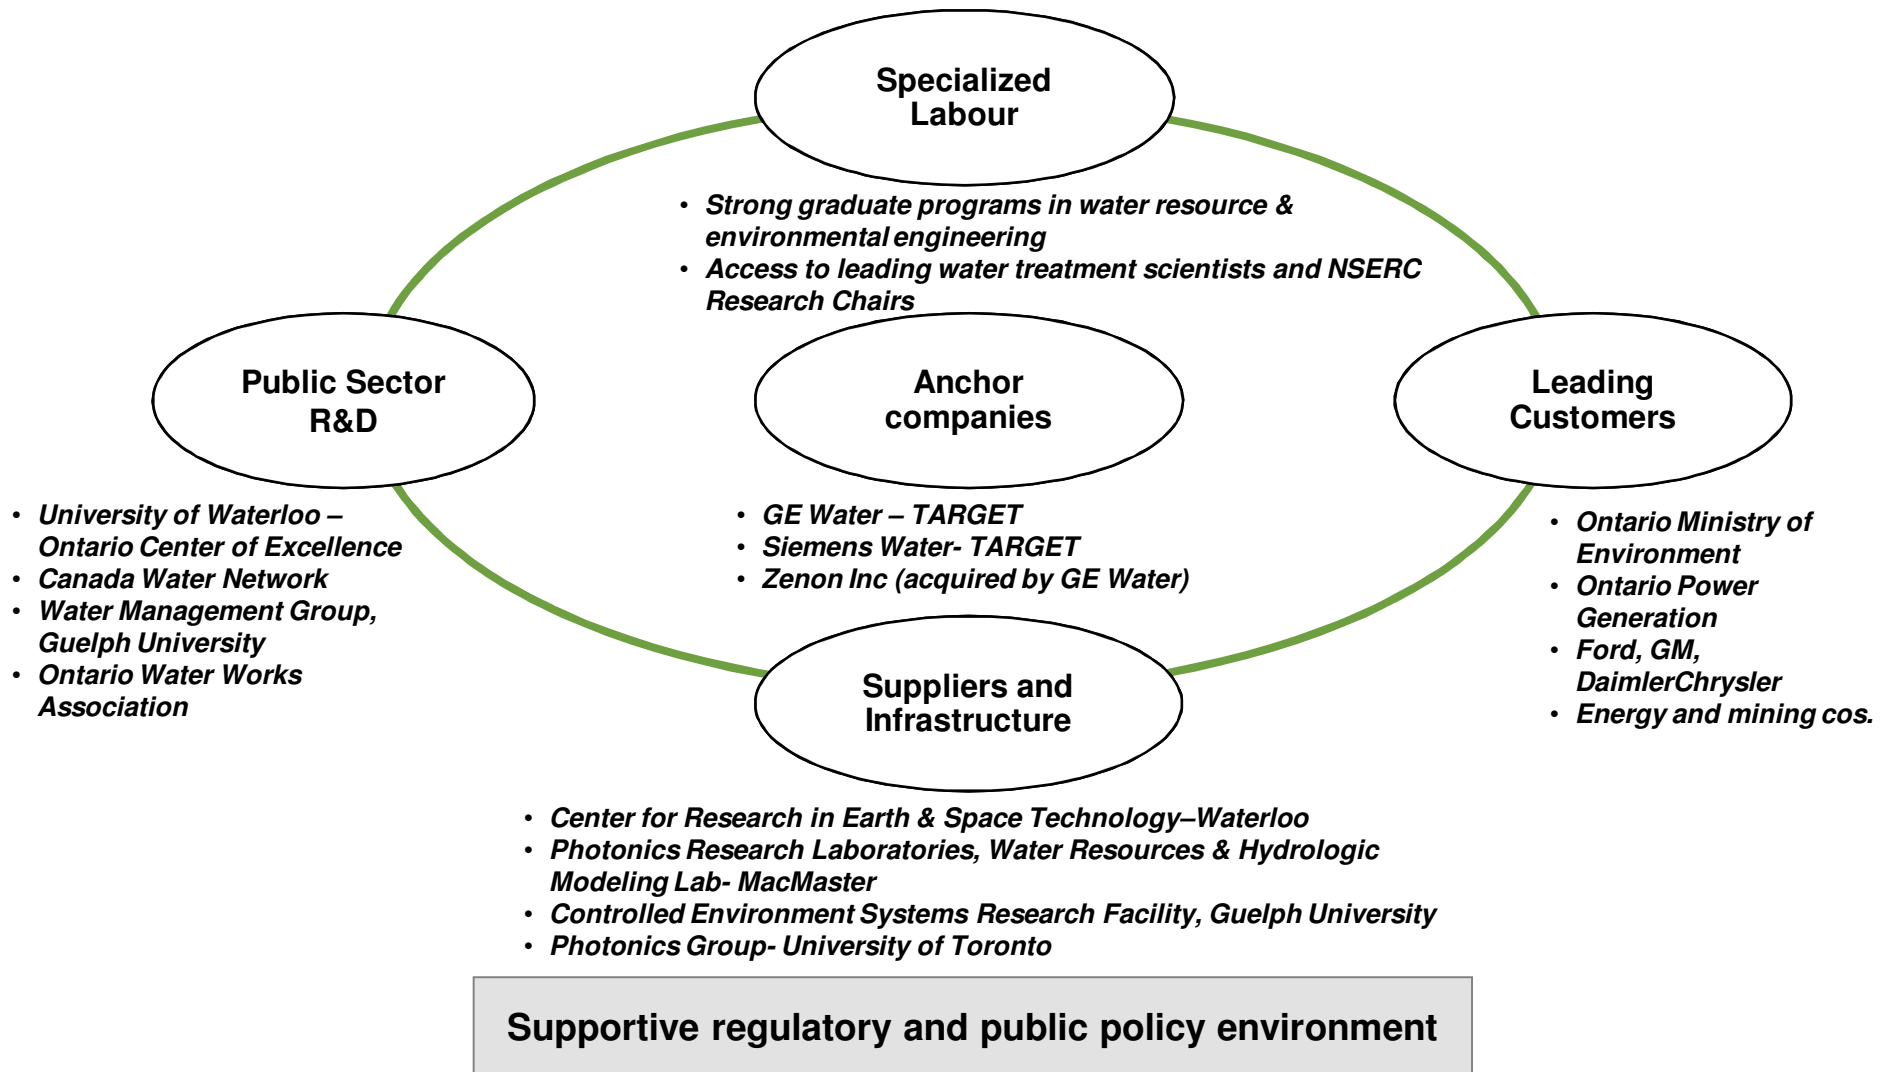 Specialized
Labour
• Strong graduate programs in water resource &
environmental engineering
• Access to leading water treatment scientists and NSERC
Research Chairs
Public Sector
R&D
• University of Waterloo –
Ontario Center of Excellence
• Canada Water Network
• Water Management Group,
Guelph University
• Ontario Water Works
Association
Anchor
companies
• GE Water – TARGET
• Siemens Water- TARGET
• Zenon Inc (acquired by GE Water)
Leading
Customers
• Ontario Ministry of
Environment
• Ontario Power
Generation
• Ford, GM,
DaimlerChrysler
• Energy and mining cos.
Suppliers and
Infrastructure
• Center for Research in Earth & Space Technology–Waterloo
• Photonics Research Laboratories, Water Resources & Hydrologic
Modeling Lab- MacMaster
• Controlled Environment Systems Research Facility, Guelph University
• Photonics Group- University of Toronto
Supportive regulatory and public policy environment